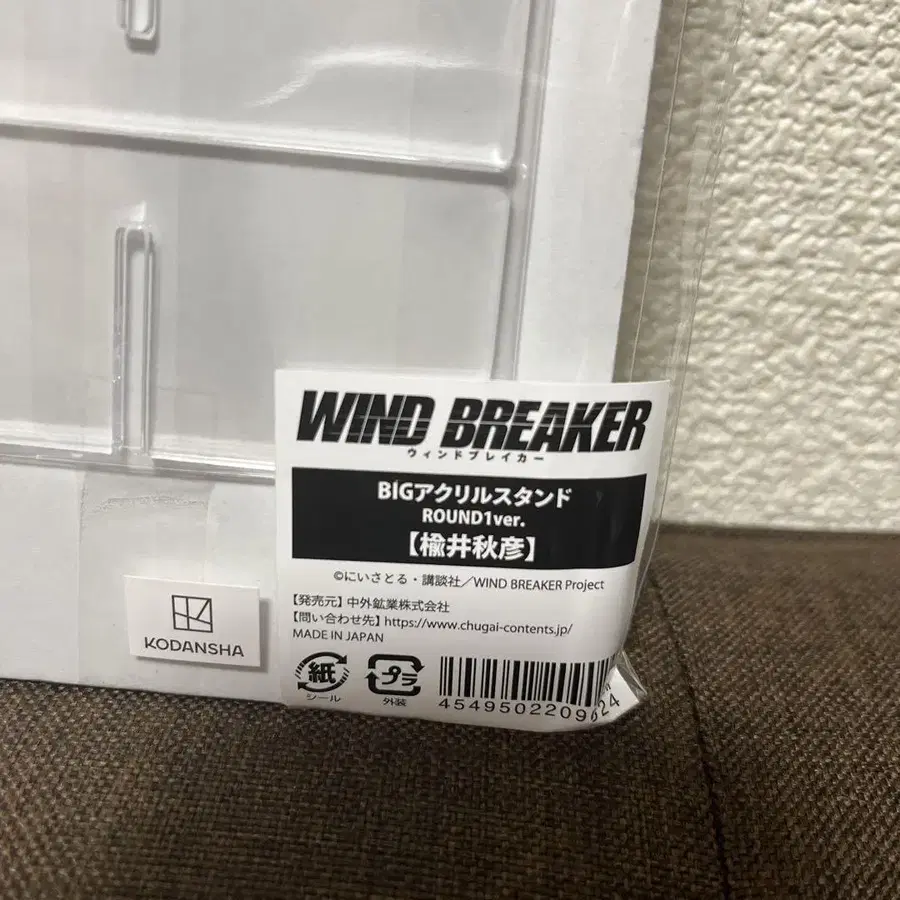 WIND BREAKER
ウィンドブレイカー
BIGアクリルスタンド
ROUND1ver.
【楡井秋彦】
©にいさとる・講談社／WIND BREAKER Project
【発売元】中外鉱業株式会社
【問い合わせ先】https://www.chugai-contents.jp/
MADE IN JAPAN
紙
シール
プラ
外装
4549502209624
KODANSHA